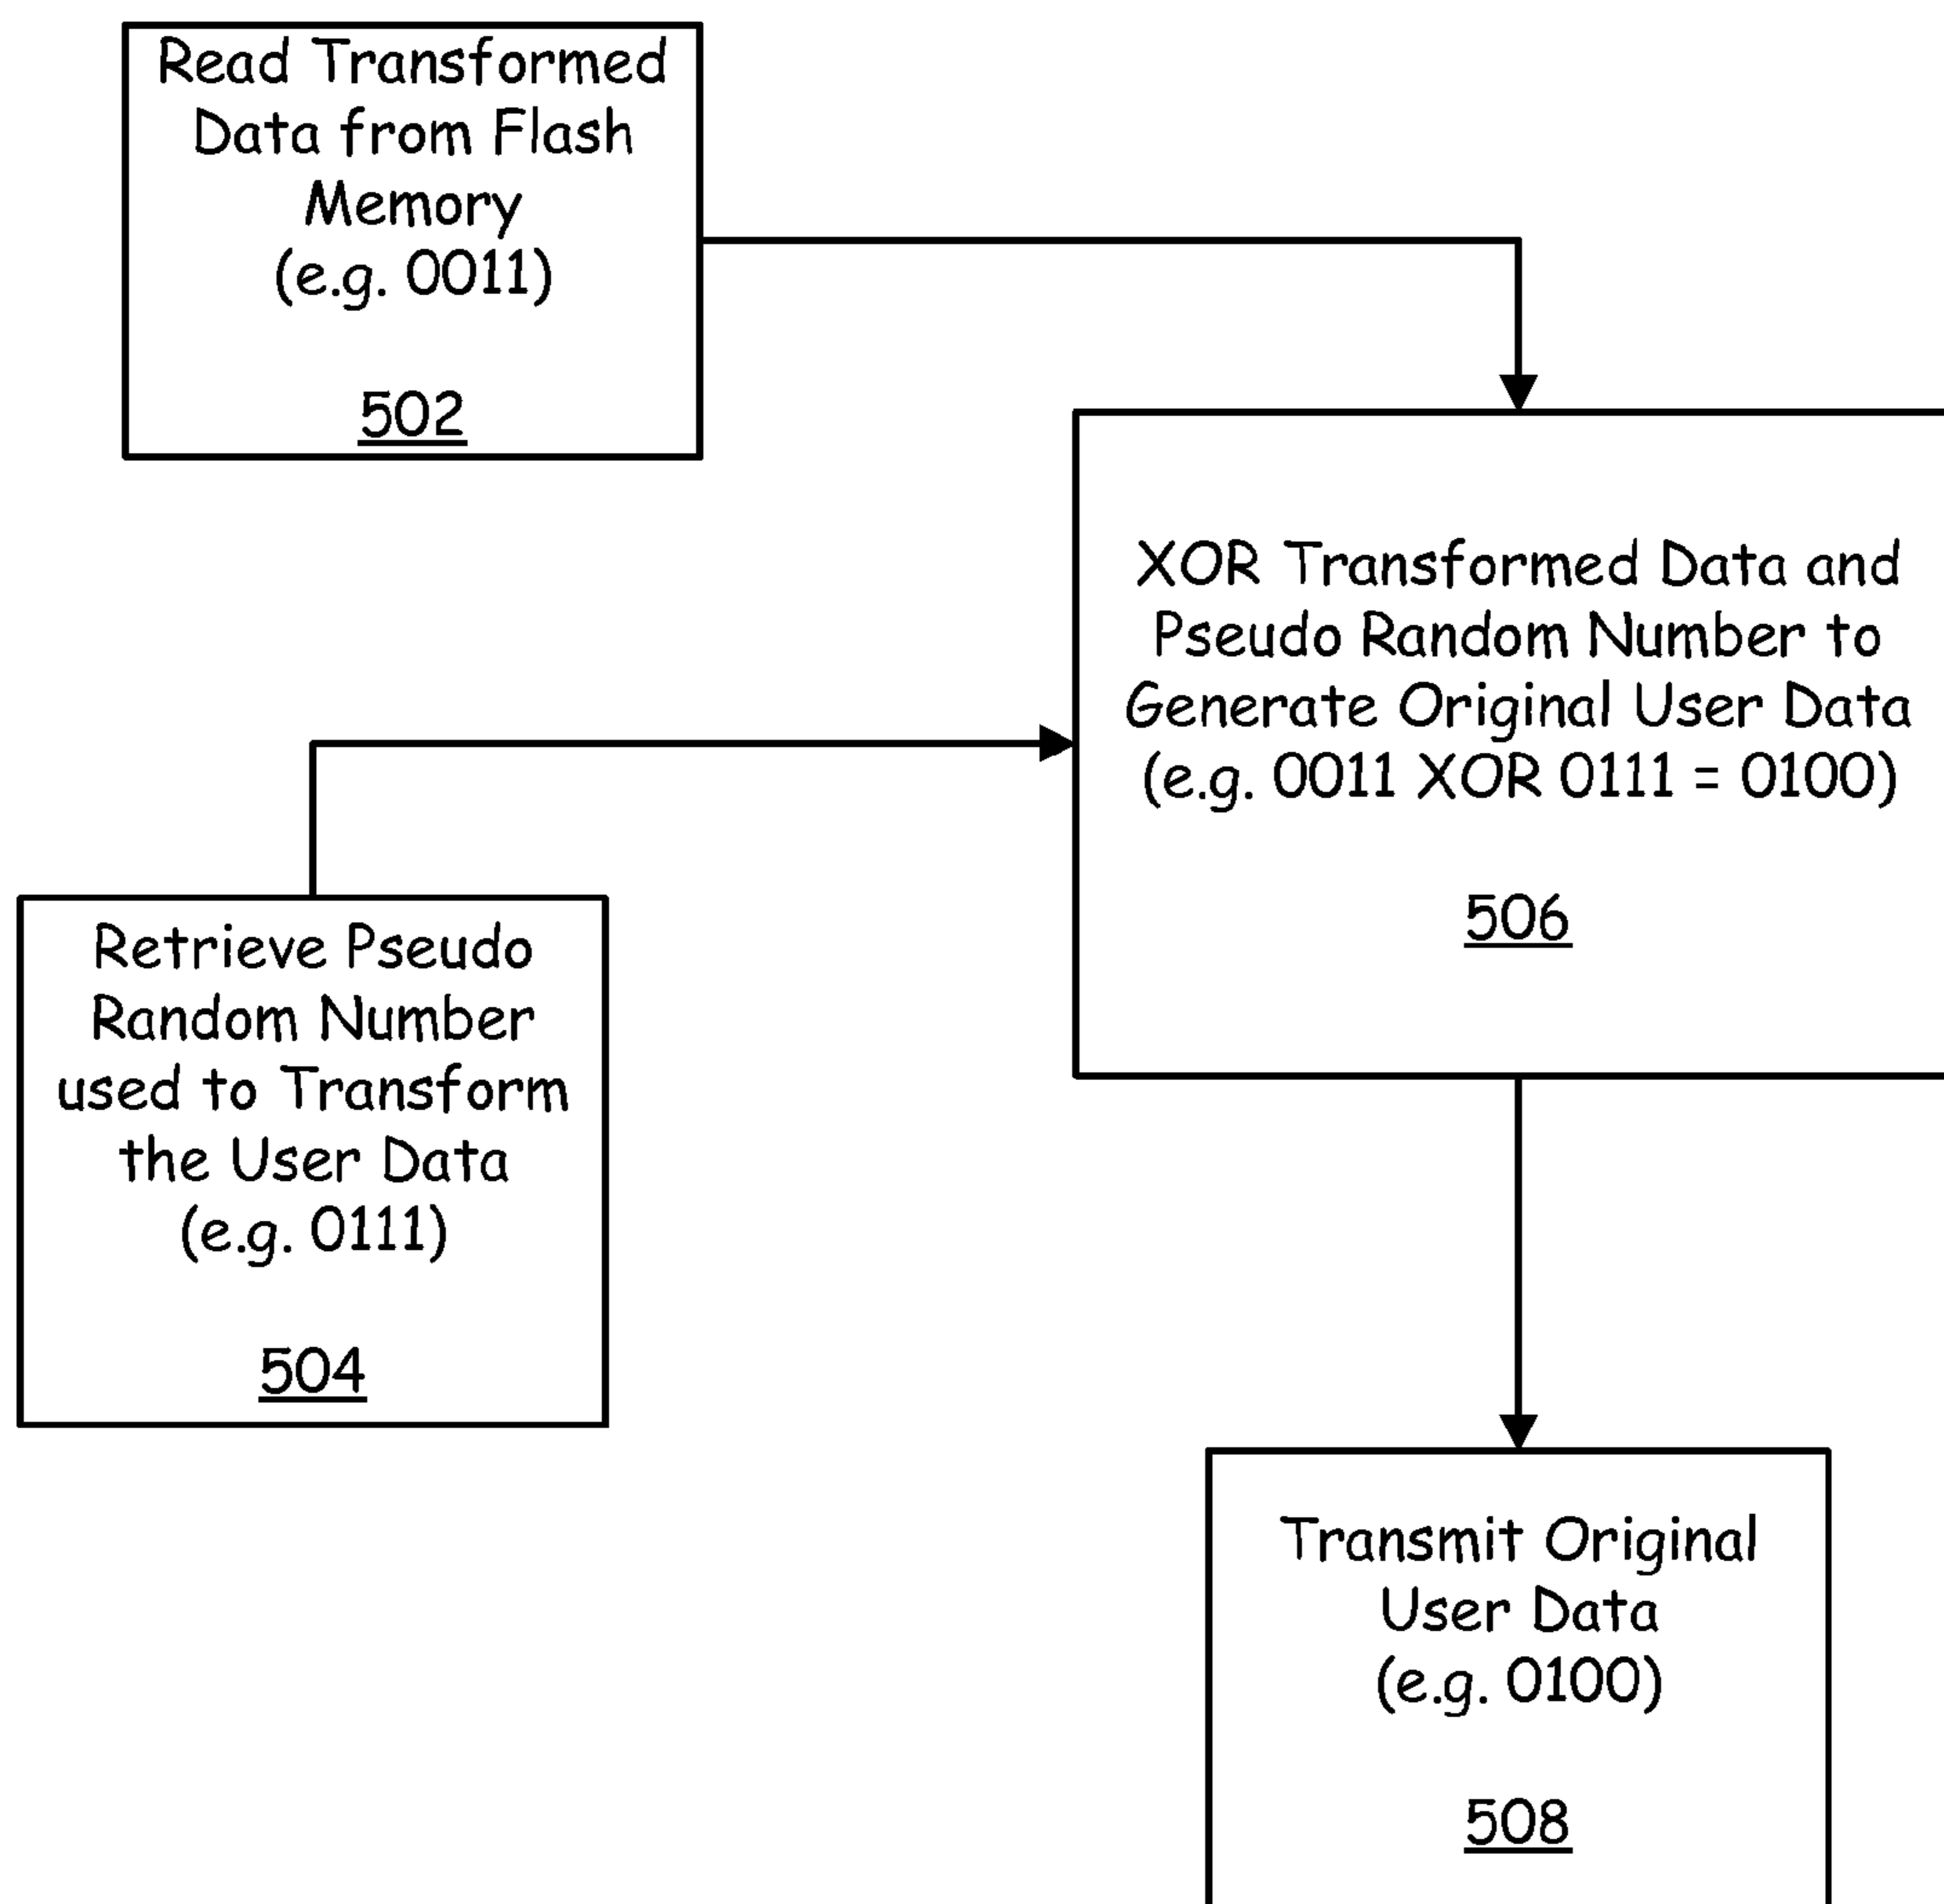 Read Transformed
Data from Flash
Memory
(e.g. 0011)
502
XOR Transformed Data and
Pseudo Random Number to
Generate Original User Data
(e.g. 0011 XOR 0111 = 0100)
506
Retrieve Pseudo
Random Number
used to Transform
the User Data
(e.g. 0111)
504
Transmit Original
User Data
(e.g. 0100)
508